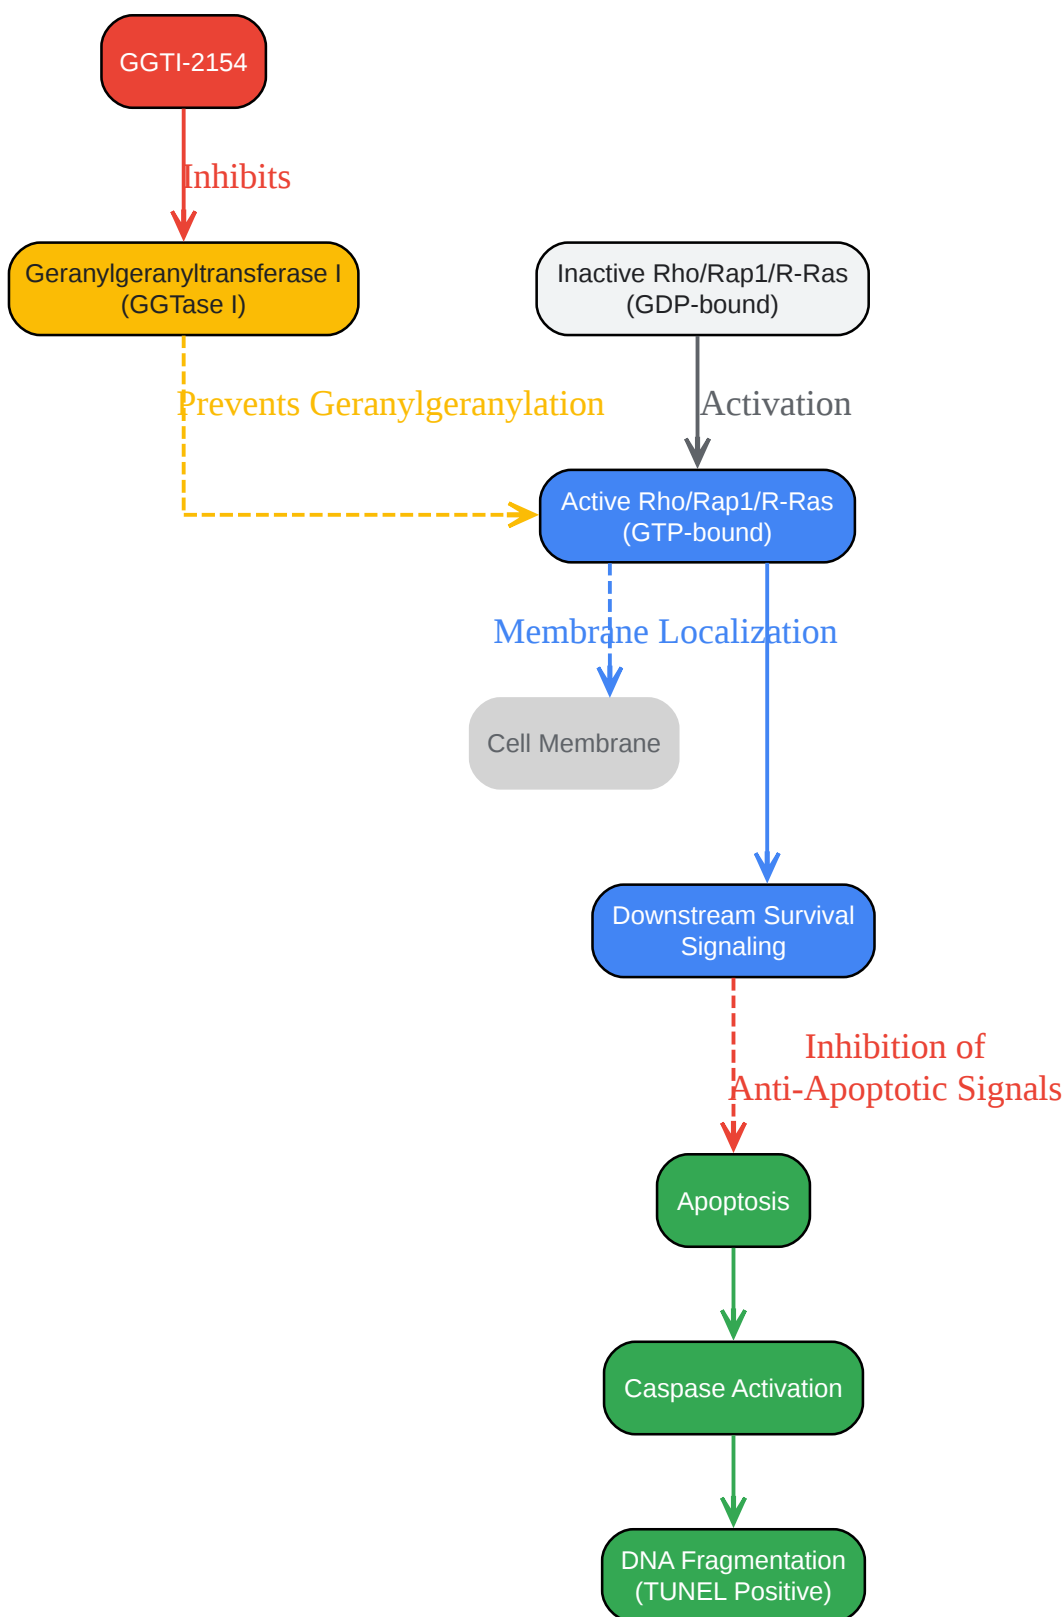 GGTI-2154
Inhibits
Geranylgeranyltransferase I
(GGTase I)
Inactive Rho/Rap1/R-Ras
(GDP-bound)
Prevents Geranylgeranylation
Activation
Active Rho/Rap1/R-Ras
(GTP-bound)
Membrane Localization
Cell Membrane
Downstream Survival
Signaling
Inhibition of
Anti-Apoptotic Signals
Apoptosis
Caspase Activation
DNA Fragmentation
(TUNEL Positive)